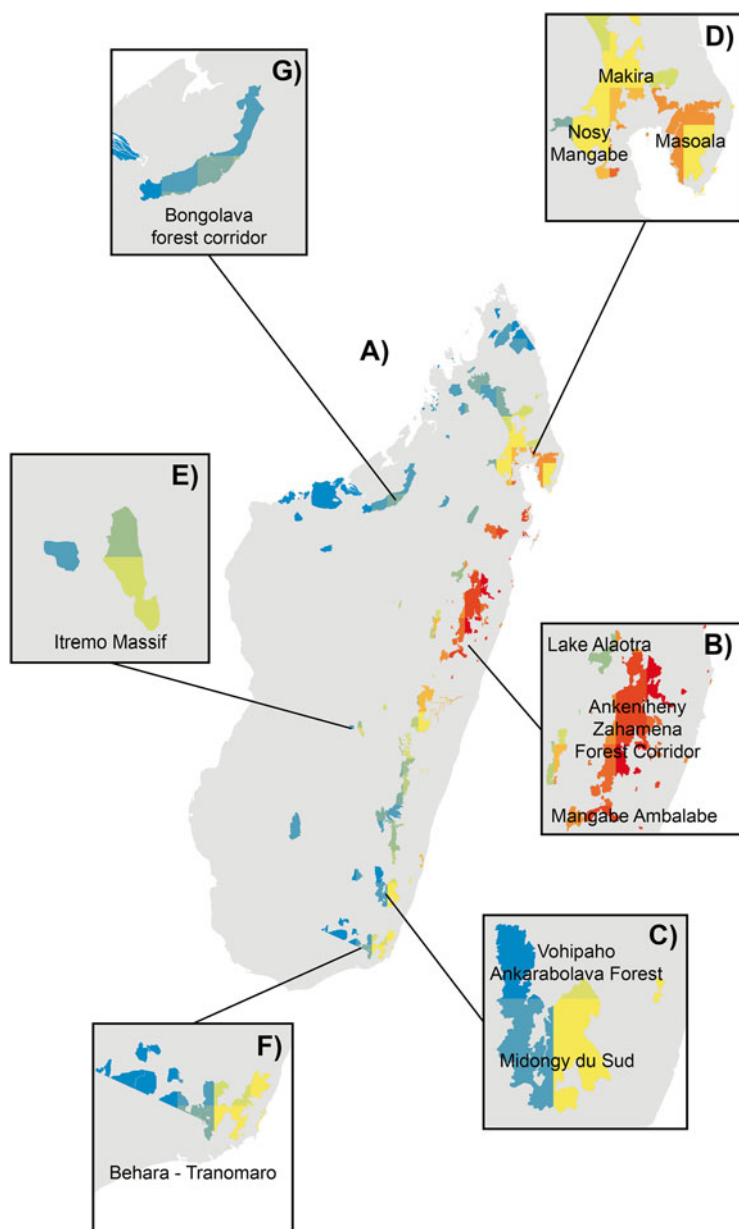 G)
Bongolava
forest corridor
D)
Makira
Nosy
Mangabe
Masoala
A)
E)
Itremo Massif
B)
Lake Alaotra
Ankeniheny
Zahamena
Forest Corridor
Mangabe Ambalabe
C)
Vohipaho
Ankarabolava Forest
Midongy du Sud
F)
Behara - Tranomaro